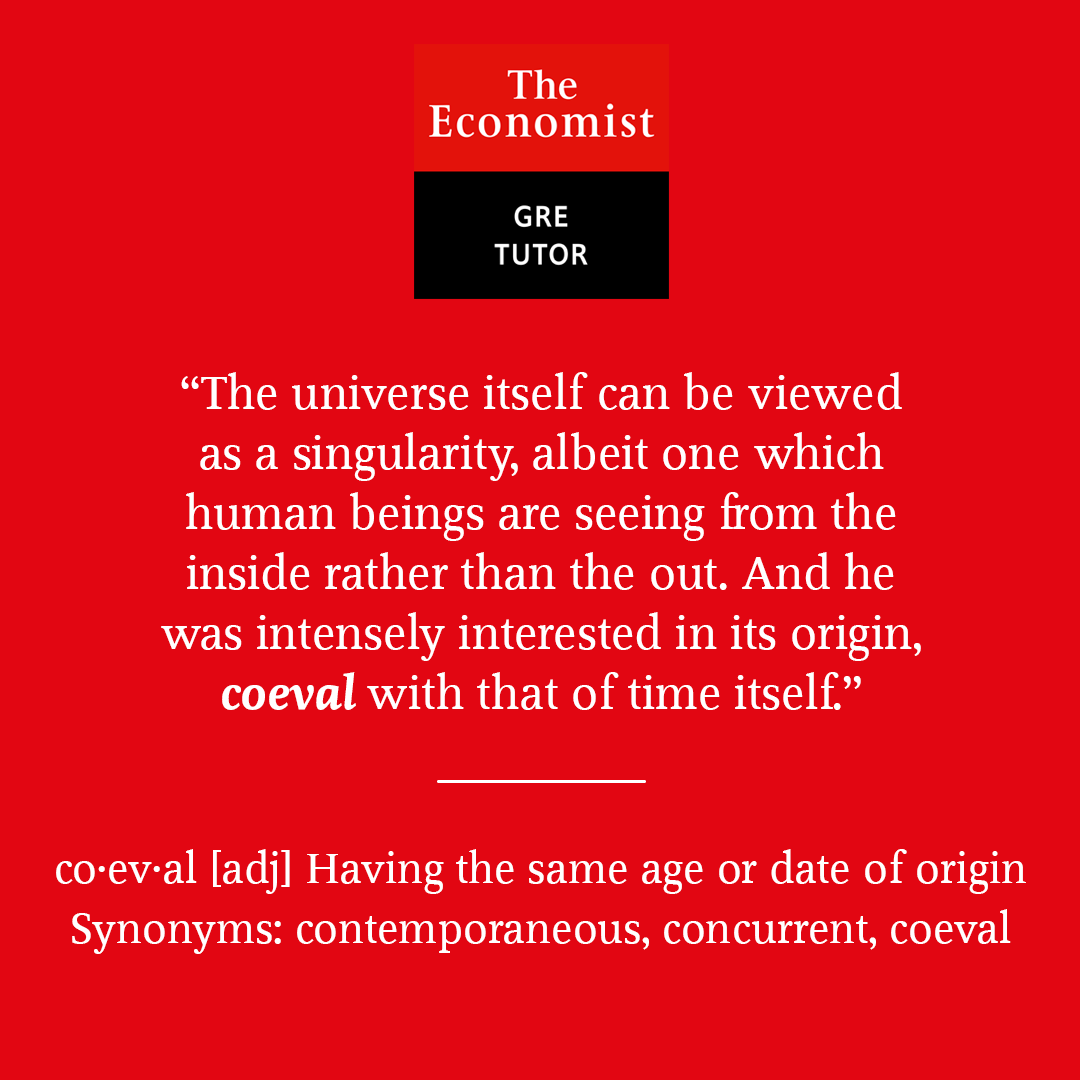 The
Economist
GRE
TUTOR
“The universe itself can be viewed
as a singularity, albeit one which
human beings are seeing from the
inside rather than the out. And he
was intensely interested in its origin,
coeval with that of time itself.”
co·ev·al [adj] Having the same age or date of origin
Synonyms: contemporaneous, concurrent, coeval